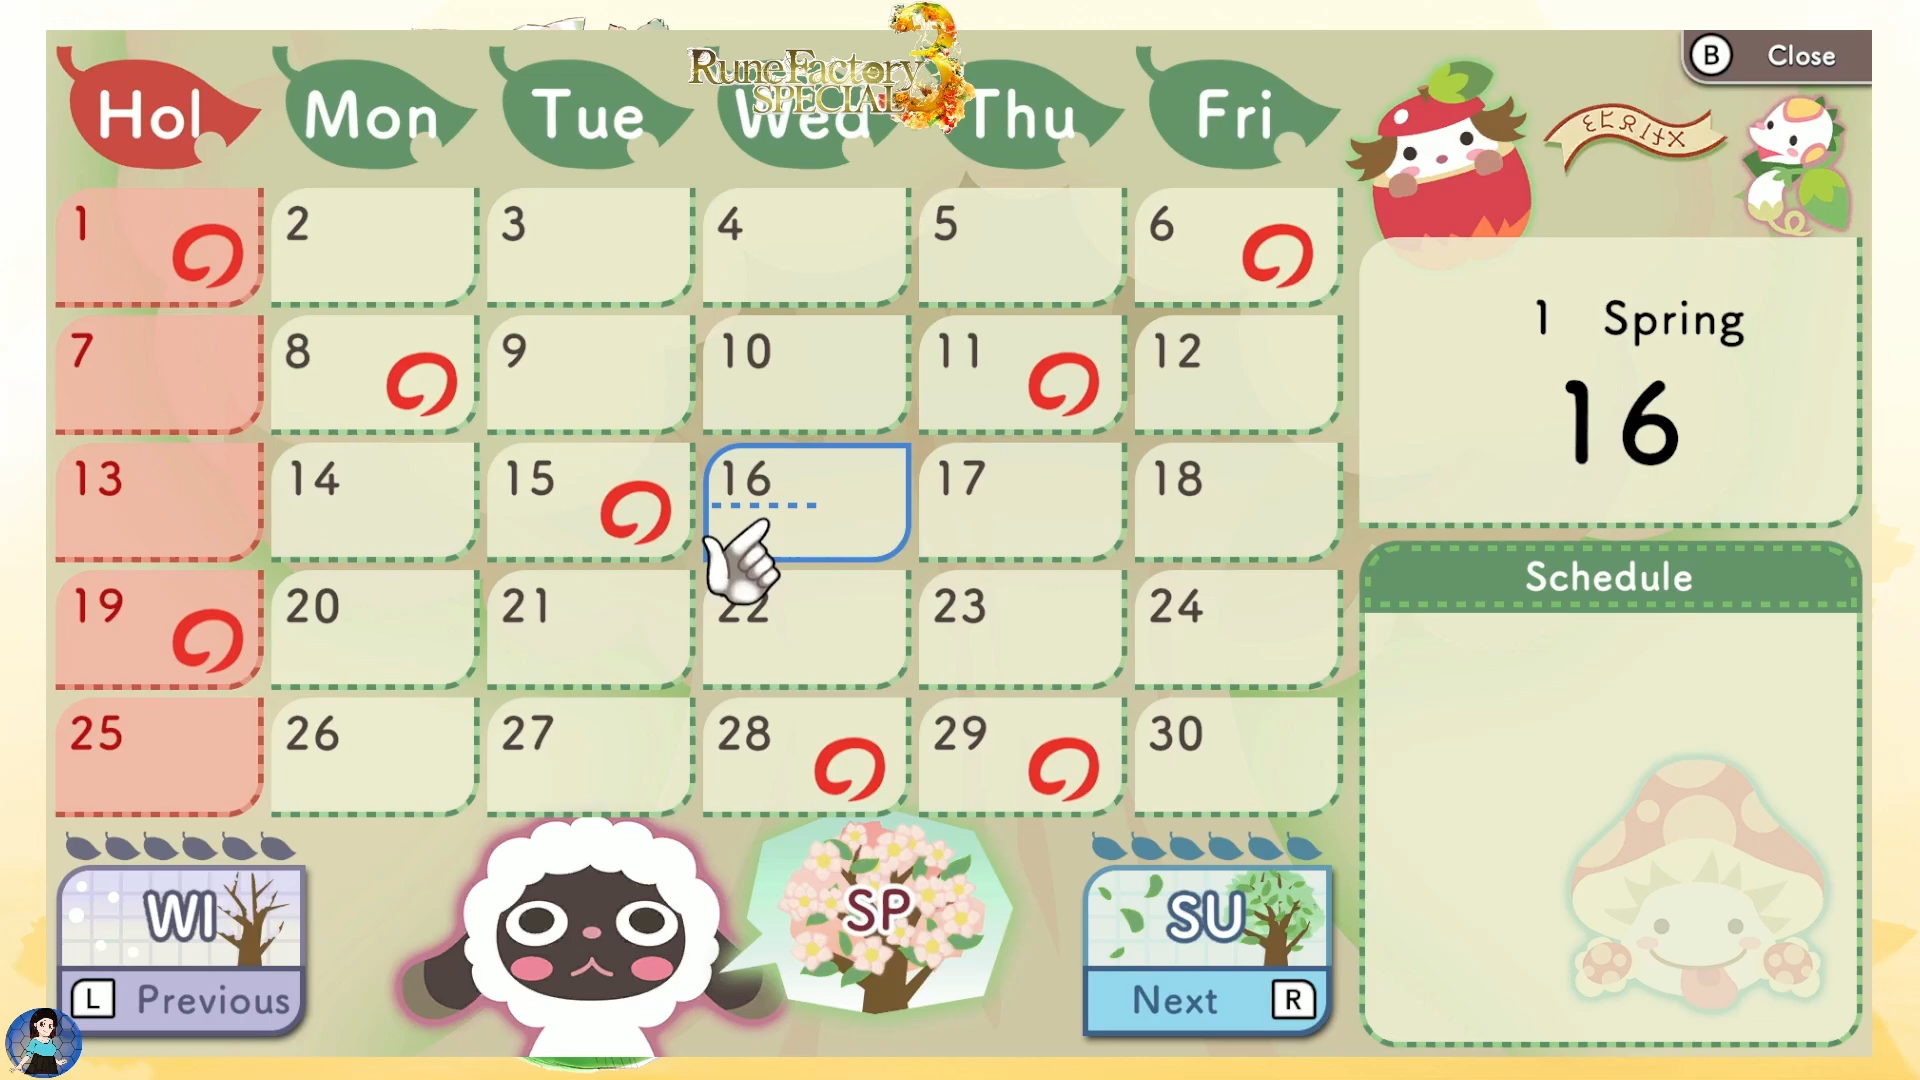 Rune Factory 3
SPECIAL
B Close
Hol Mon Tue Wed Thu Fri
1 2 3 4 5 6
7 8 9 10 11 12
13 14 15 16 17 18
19 20 21 22 23 24
25 26 27 28 29 30
1 Spring
16
Schedule
WI
L Previous
SP
SU
Next R